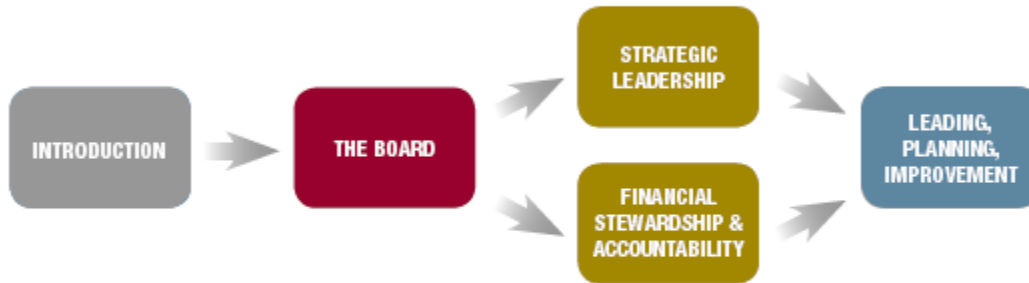 INTRODUCTION
THE BOARD
STRATEGIC
LEADERSHIP
FINANCIAL
STEWARDSHIP &
ACCOUNTABILITY
LEADING,
PLANNING,
IMPROVEMENT